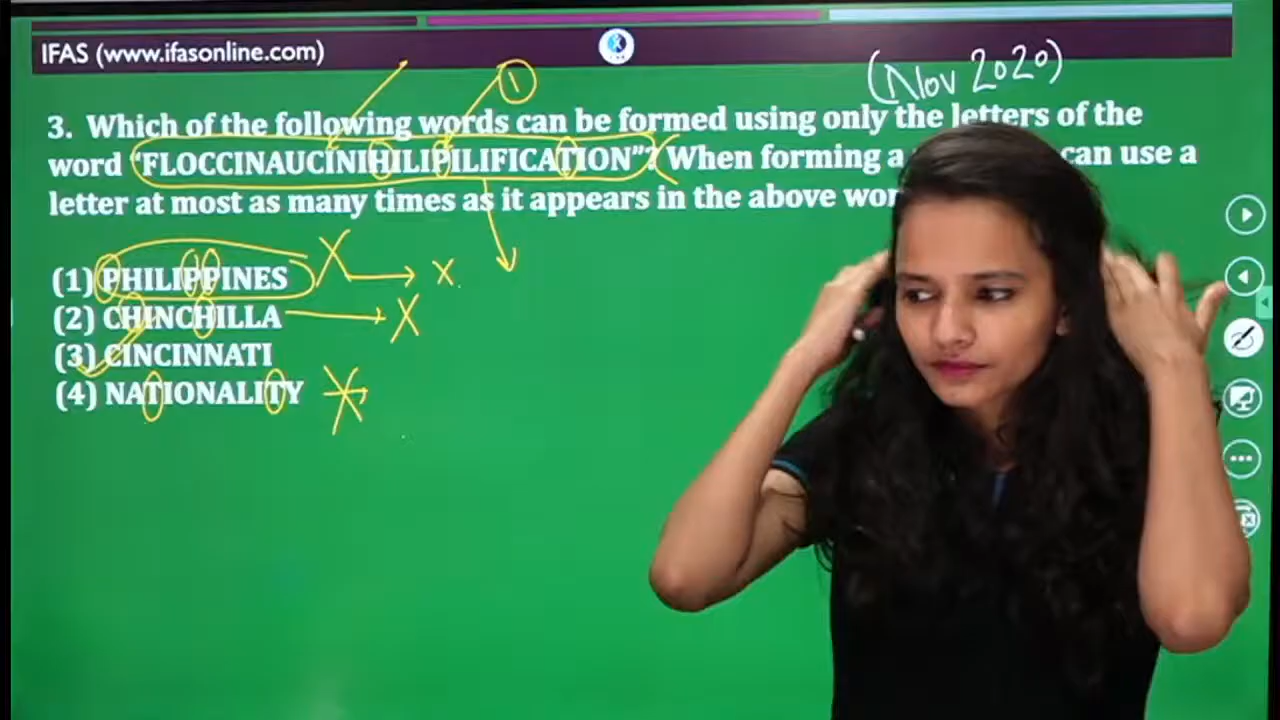 IFAS (www.ifasonline.com)
(Nov 2020)
1
3. Which of the following words can be formed using only the letters of the
word “FLOCCINAUCINIHILIPILIFICATION”? When forming a can use a
letter at most as many times as it appears in the above wor
(1) PHILIPPINES X X
(2) CHINCHILLA X
(3) CINCINNATI
(4) NATIONALITY